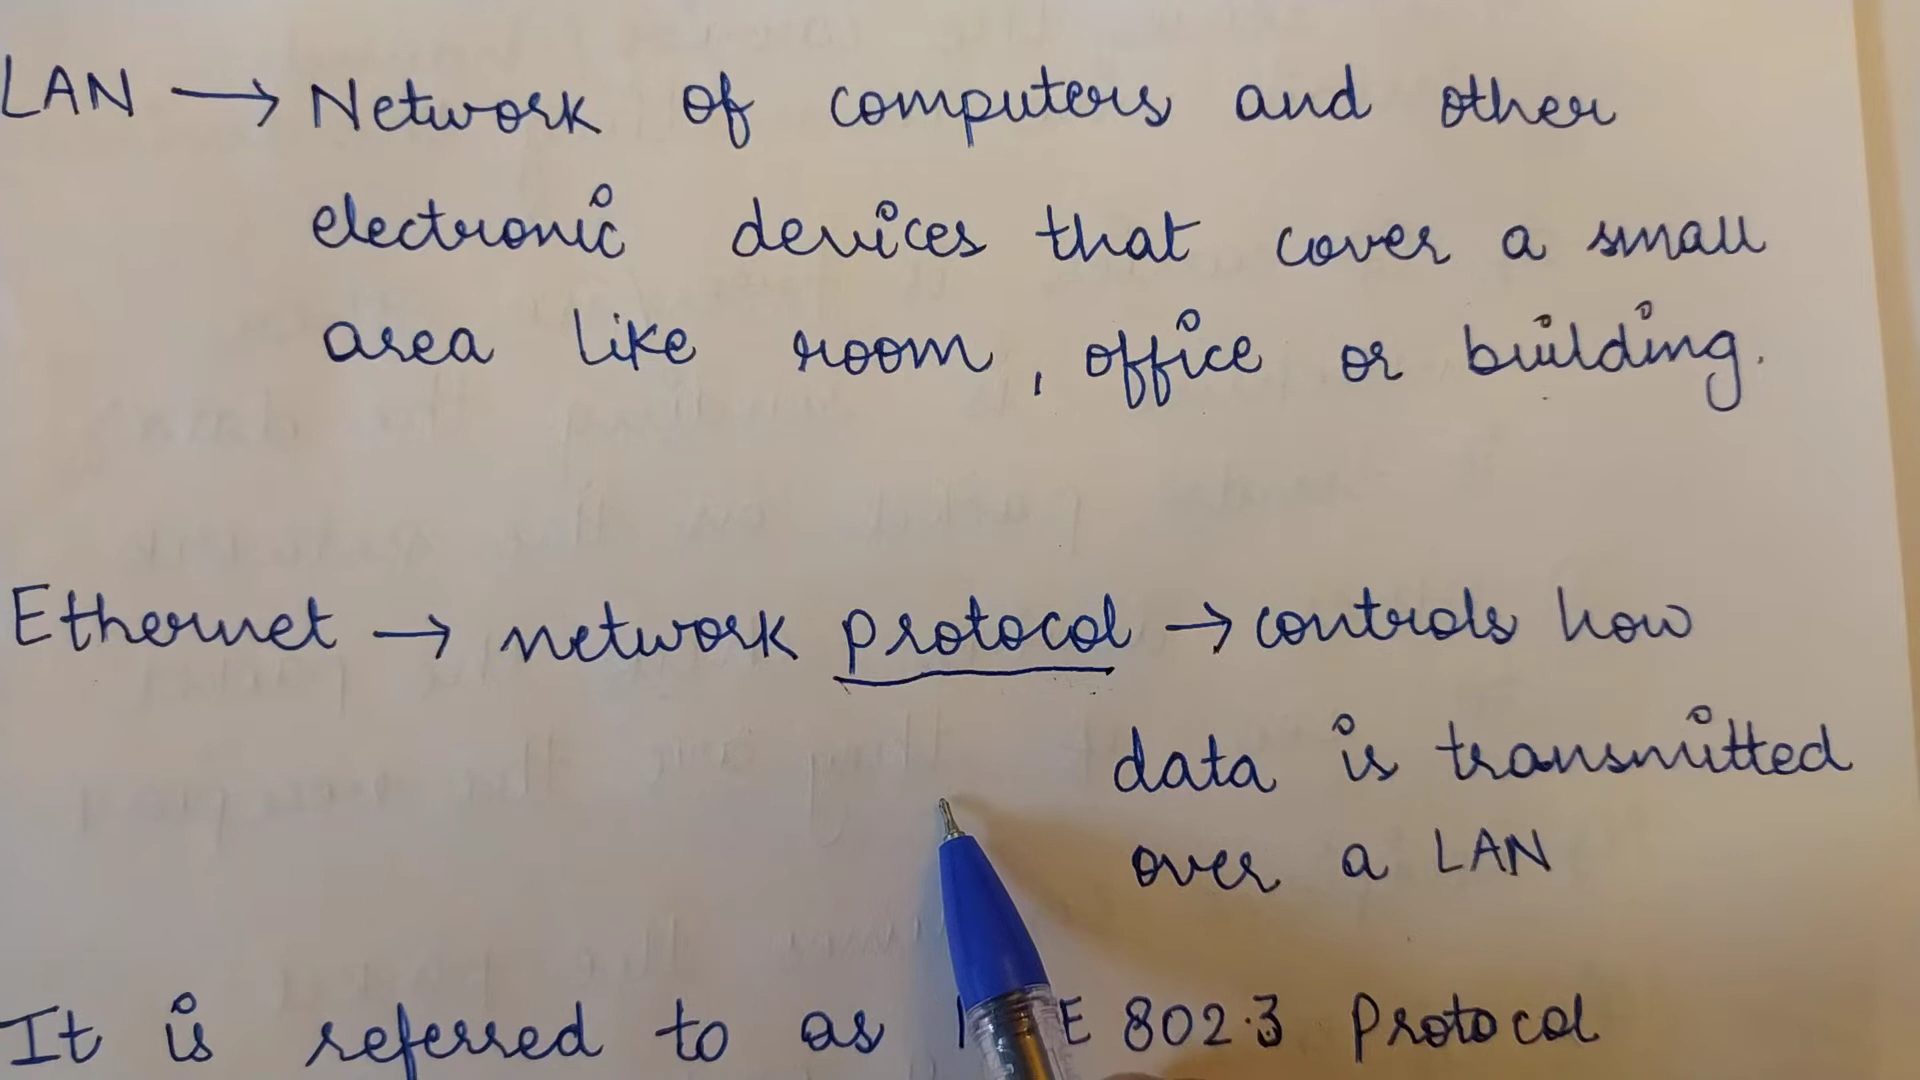 LAN → Network of computers and other
electronic devices that cover a small
area like room, office or building.
Ethernet → network protocol → controls how
data is transmitted
over a LAN
It is referred to as E 802.3 Protocol